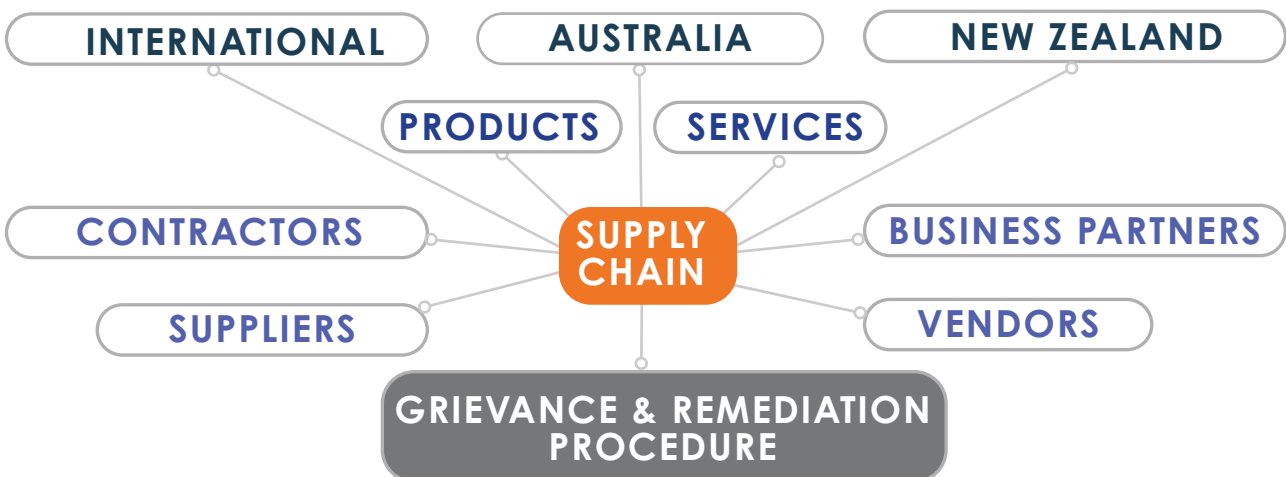 INTERNATIONAL
AUSTRALIA
NEW ZEALAND
PRODUCTS
SERVICES
CONTRACTORS
SUPPLY
CHAIN
BUSINESS PARTNERS
SUPPLIERS
VENDORS
GRIEVANCE & REMEDIATION
PROCEDURE